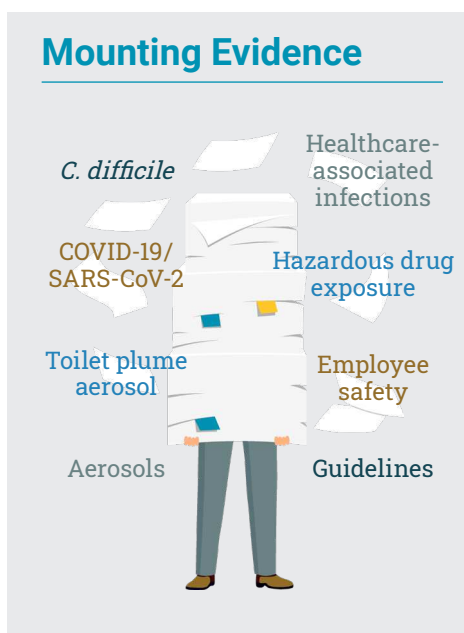 Mounting Evidence
C. difficile
Healthcare-
associated
infections
COVID-19/
SARS-CoV-2
Hazardous drug
exposure
Toilet plume
aerosol
Employee
safety
Aerosols
Guidelines